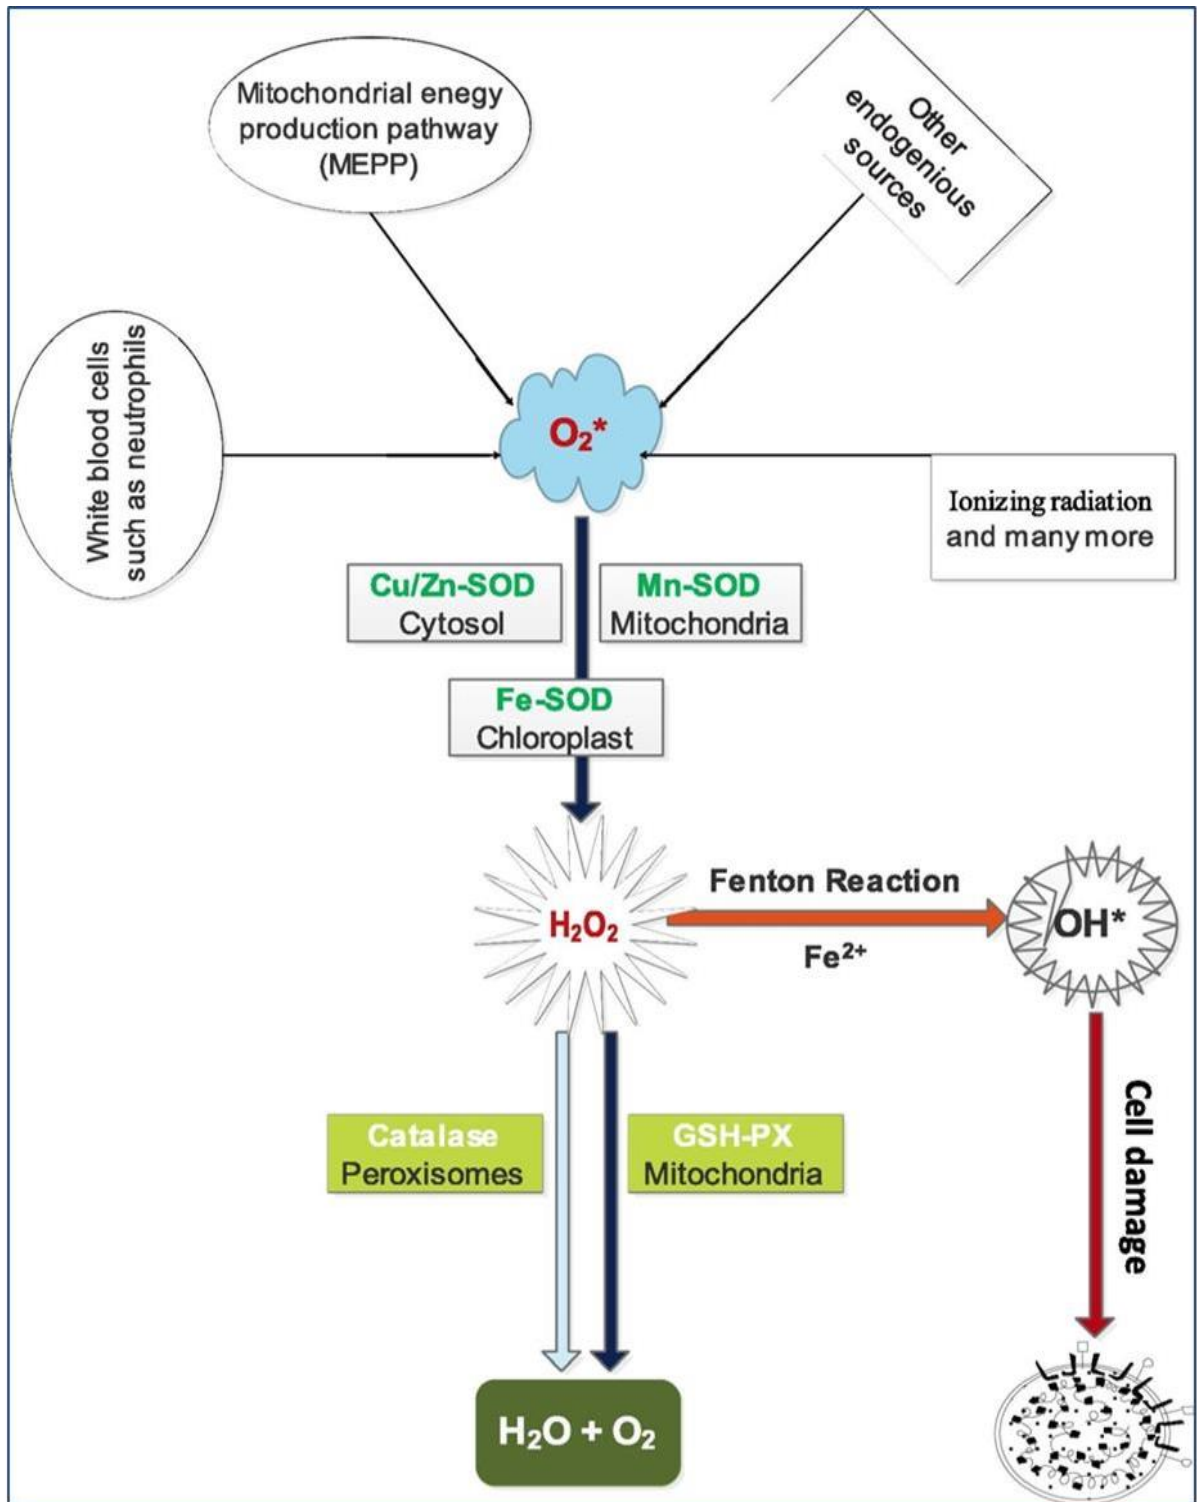 Mitochondrial enegy
production pathway
(MEPP)
Other
endogenious
sources
White blood cells
such as neutrophils
O₂*
Ionizing radiation
and many more
Cu/Zn-SOD
Cytosol
Mn-SOD
Mitochondria
Fe-SOD
Chloroplast
H₂O₂
Fenton Reaction
Fe²⁺
OH*
Catalase
Peroxisomes
GSH-PX
Mitochondria
Cell damage
H₂O + O₂